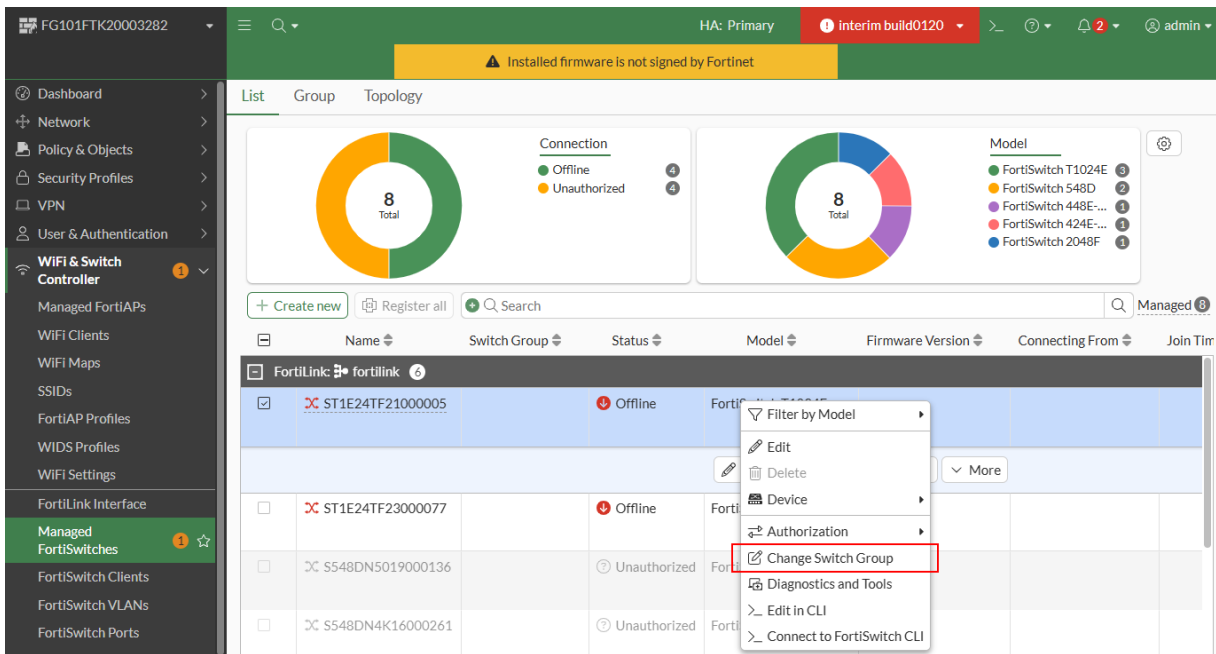 FG101FTK20003282
HA: Primary
interim build0120
2
admin
Installed firmware is not signed by Fortinet
Dashboard
Network
Policy & Objects
Security Profiles
VPN
User & Authentication
WiFi & Switch
Controller
1
Managed FortiAPs
WiFi Clients
WiFi Maps
SSIDs
FortiAP Profiles
WIDS Profiles
WiFi Settings
FortiLink Interface
Managed
FortiSwitches
1
FortiSwitch Clients
FortiSwitch VLANs
FortiSwitch Ports
List Group Topology
8
Total
Connection
Offline 4
Unauthorized 4
8
Total
Model
FortiSwitch T1024E 3
FortiSwitch 548D 2
FortiSwitch 448E-... 1
FortiSwitch 424E-... 1
FortiSwitch 2048F 1
+ Create new Register all Search Managed 8
Name Switch Group Status Model Firmware Version Connecting From Join Tim
FortiLink: fortilink 6
ST1E24TF21000005 Offline
More
ST1E24TF23000077 Offline Forti
S548DN5019000136 Unauthorized
S548DN4K16000261 Unauthorized Forti
Filter by Model
Edit
Delete
Device
Authorization
Change Switch Group
Diagnostics and Tools
>_ Edit in CLI
>_ Connect to FortiSwitch CLI